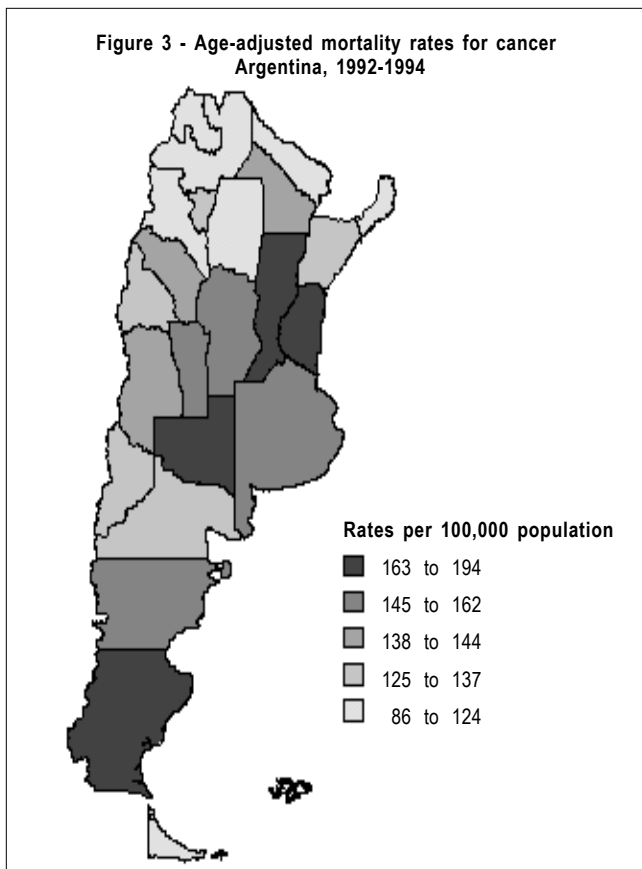 Figure 3 - Age-adjusted mortality rates for cancer
Argentina, 1992-1994
Rates per 100,000 population
163 to 194
145 to 162
138 to 144
125 to 137
86 to 124